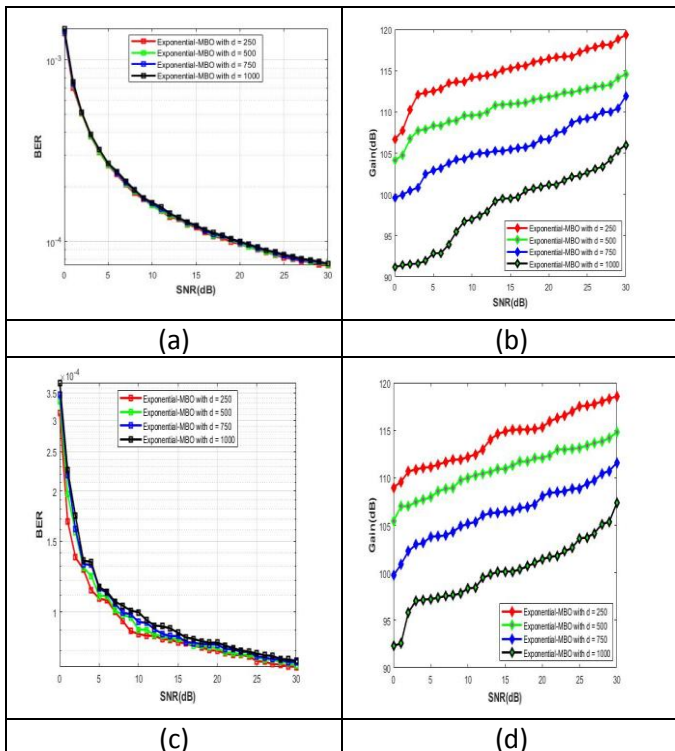 Exponential-MBO with d = 250
Exponential-MBO with d = 500
Exponential-MBO with d = 750
Exponential-MBO with d = 1000
10⁻³
10⁻⁴
BER
0 5 10 15 20 25 30
SNR(dB)
(a)
120
115
110
105
100
95
90
Gain(dB)
Exponential-MBO with d = 250
Exponential-MBO with d = 500
Exponential-MBO with d = 750
Exponential-MBO with d = 1000
0 5 10 15 20 25 30
SNR(dB)
(b)
×10⁻⁴
3.5
3
2.5
2
1.5
1
BER
Exponential-MBO with d = 250
Exponential-MBO with d = 500
Exponential-MBO with d = 750
Exponential-MBO with d = 1000
0 5 10 15 20 25 30
SNR(dB)
(c)
120
115
110
105
100
95
90
Gain(dB)
Exponential-MBO with d = 250
Exponential-MBO with d = 500
Exponential-MBO with d = 750
Exponential-MBO with d = 1000
0 5 10 15 20 25 30
SNR(dB)
(d)